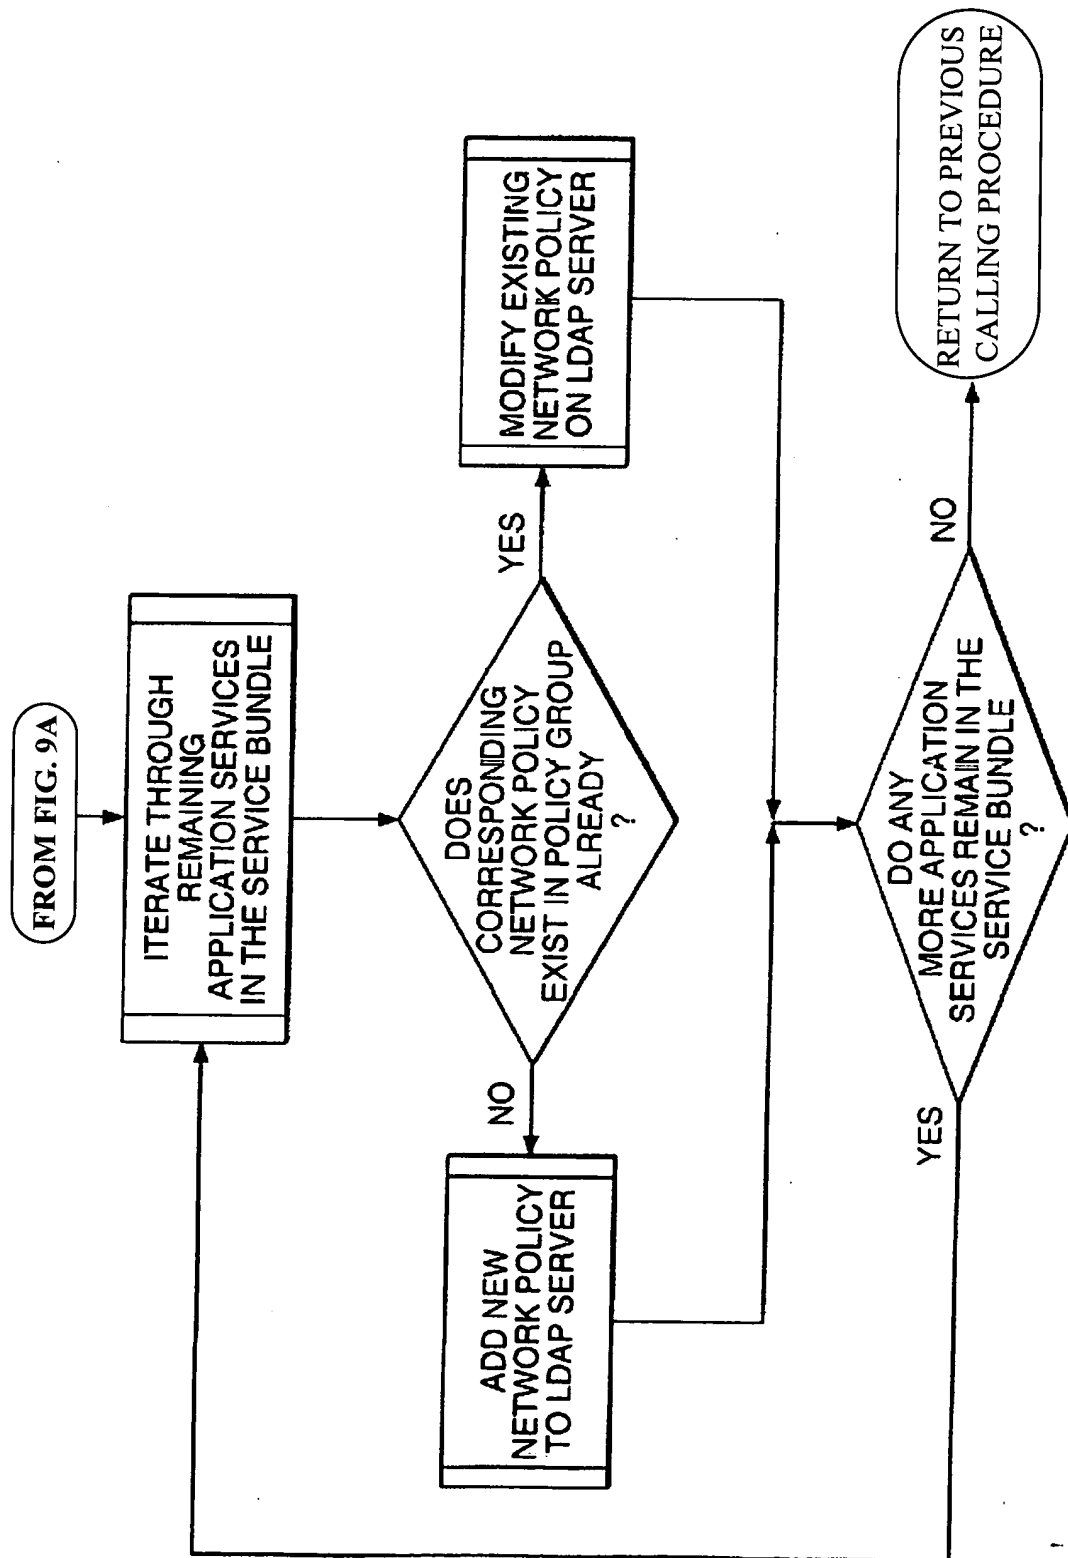 FROM FIG. 9A
ITERATE THROUGH
REMAINING
APPLICATION SERVICES
IN THE SERVICE BUNDLE
DOES
CORRESPONDING
NETWORK POLICY
EXIST IN POLICY GROUP
ALREADY
?
NO
YES
ADD NEW
NETWORK POLICY
TO LDAP SERVER
MODIFY EXISTING
NETWORK POLICY
ON LDAP SERVER
DO ANY
MORE APPLICATION
SERVICES REMAIN IN THE
SERVICE BUNDLE
?
YES
NO
RETURN TO PREVIOUS
CALLING PROCEDURE